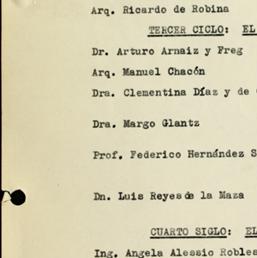 Arq. Ricardo de Robina
TERCER CICLO: EL
Dr. Arturo Arnaiz y Freg
Arq. Manuel Chacón
Dra. Clementina Díaz y de
Dra. Margo Glantz
Prof. Federico Hernández S
Dn. Luis Reyes de la Maza
CUARTO SIGLO: EL
Ing. Angela Alessio Robles